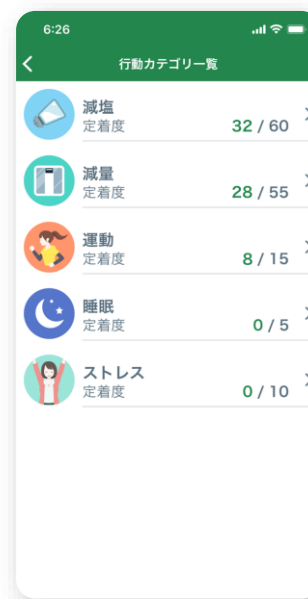 6:26
行動カテゴリ一覧
減塩
定着度
32 / 60
減量
定着度
28 / 55
運動
定着度
8 / 15
睡眠
定着度
0 / 5
ストレス
定着度
0 / 10